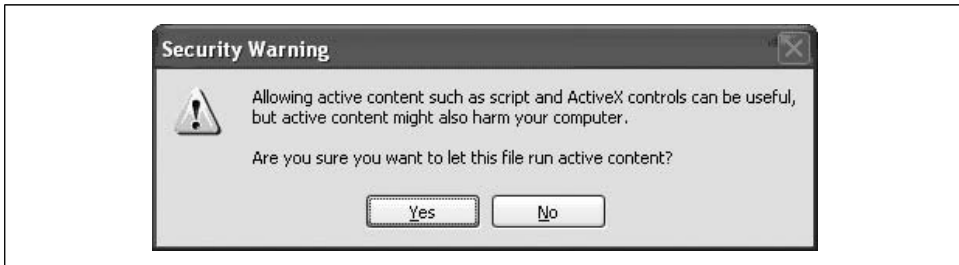 Security Warning
Allowing active content such as script and ActiveX controls can be useful,
but active content might also harm your computer.
Are you sure you want to let this file run active content?
Yes
No